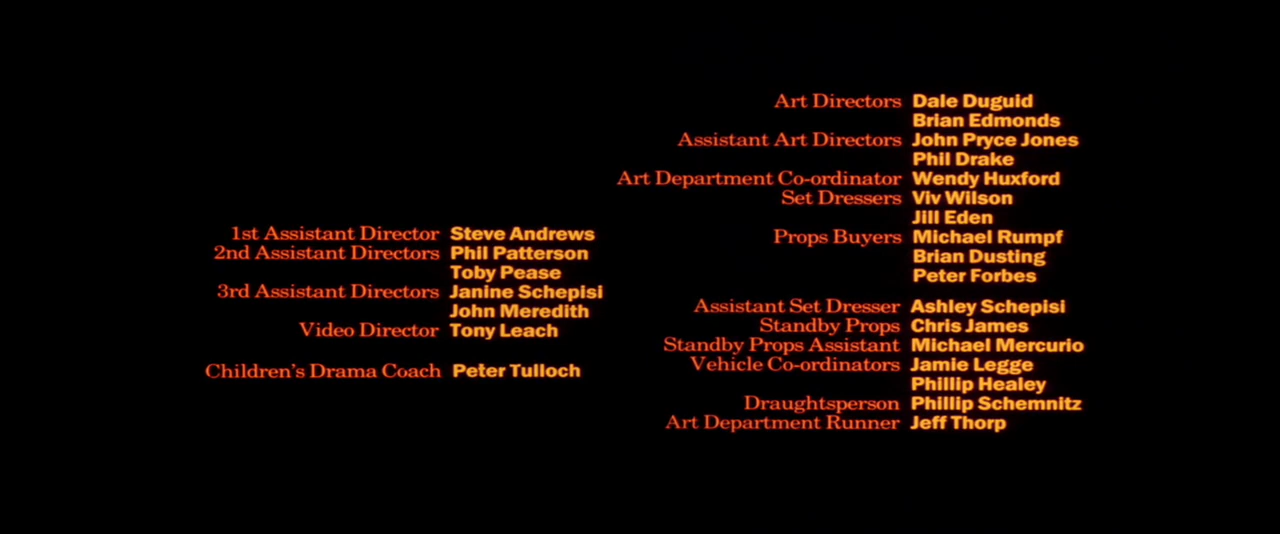 1st Assistant Director Steve Andrews
2nd Assistant Directors Phil Patterson
Toby Pease
3rd Assistant Directors Janine Schepisi
John Meredith
Video Director Tony Leach
Children's Drama Coach Peter Tulloch
Art Directors Dale Duguid
Brian Edmonds
Assistant Art Directors John Pryce Jones
Phil Drake
Art Department Co-ordinator Wendy Huxford
Set Dressers Viv Wilson
Jill Eden
Props Buyers Michael Rumpf
Brian Dusting
Peter Forbes
Assistant Set Dresser Ashley Schepisi
Standby Props Chris James
Standby Props Assistant Michael Mercurio
Vehicle Co-ordinators Jamie Legge
Phillip Healey
Draughtsperson Phillip Schemnitz
Art Department Runner Jeff Thorp